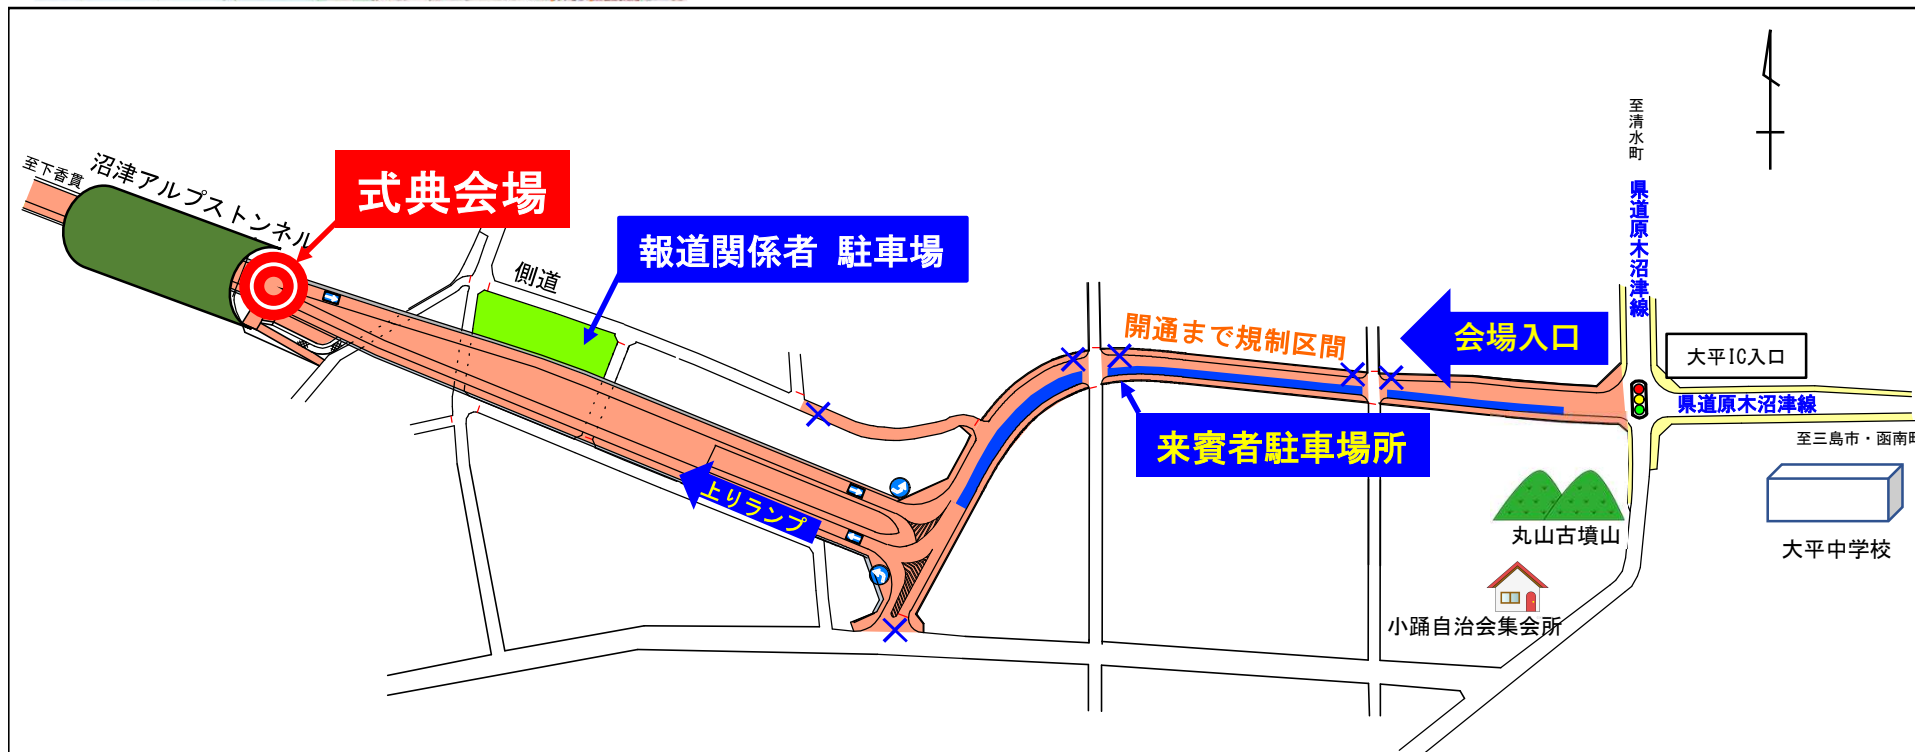 至清水町
県道原木沼津線
至下香貫
沼津アルプストンネル
式典会場
報道関係者 駐車場
側道
開通まで規制区間
会場入口
大平IC入口
県道原木沼津線
至三島市・函南町
来賓者駐車場所
上りランプ
丸山古墳山
大平中学校
小踊自治会集会所